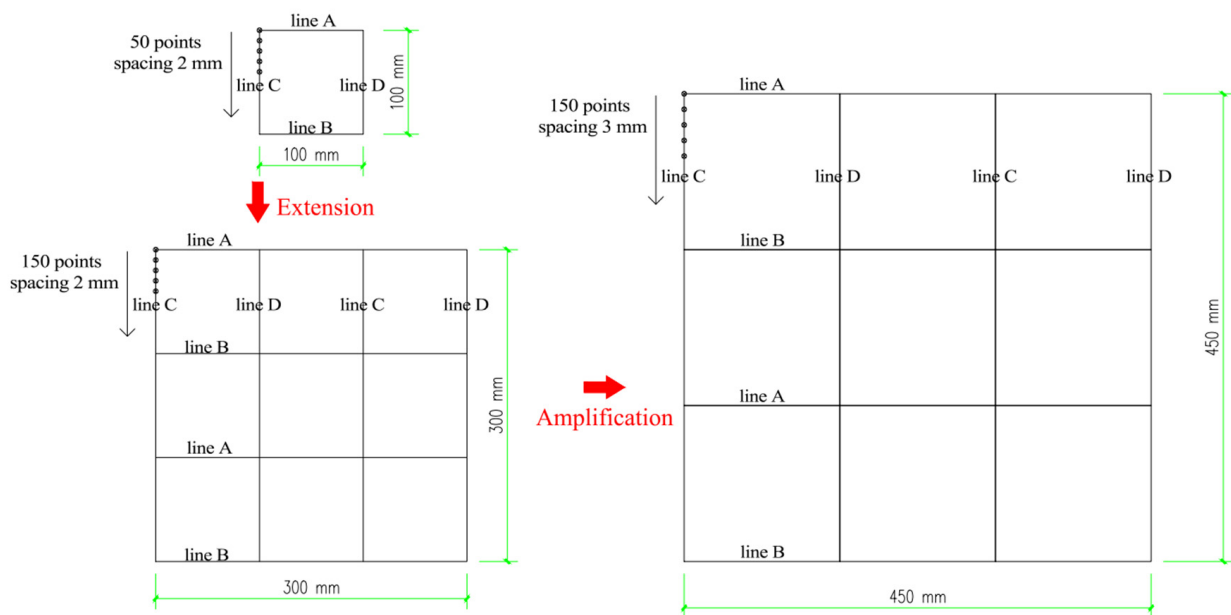 line A
50 points
spacing 2 mm
line C
line D
100 mm
line B
100 mm
Extension
line A
150 points
spacing 2 mm
line C
line D
line C
line D
line B
300 mm
line A
line B
300 mm
Amplification
line A
150 points
spacing 3 mm
line C
line D
line C
line D
line B
450 mm
line A
line B
450 mm